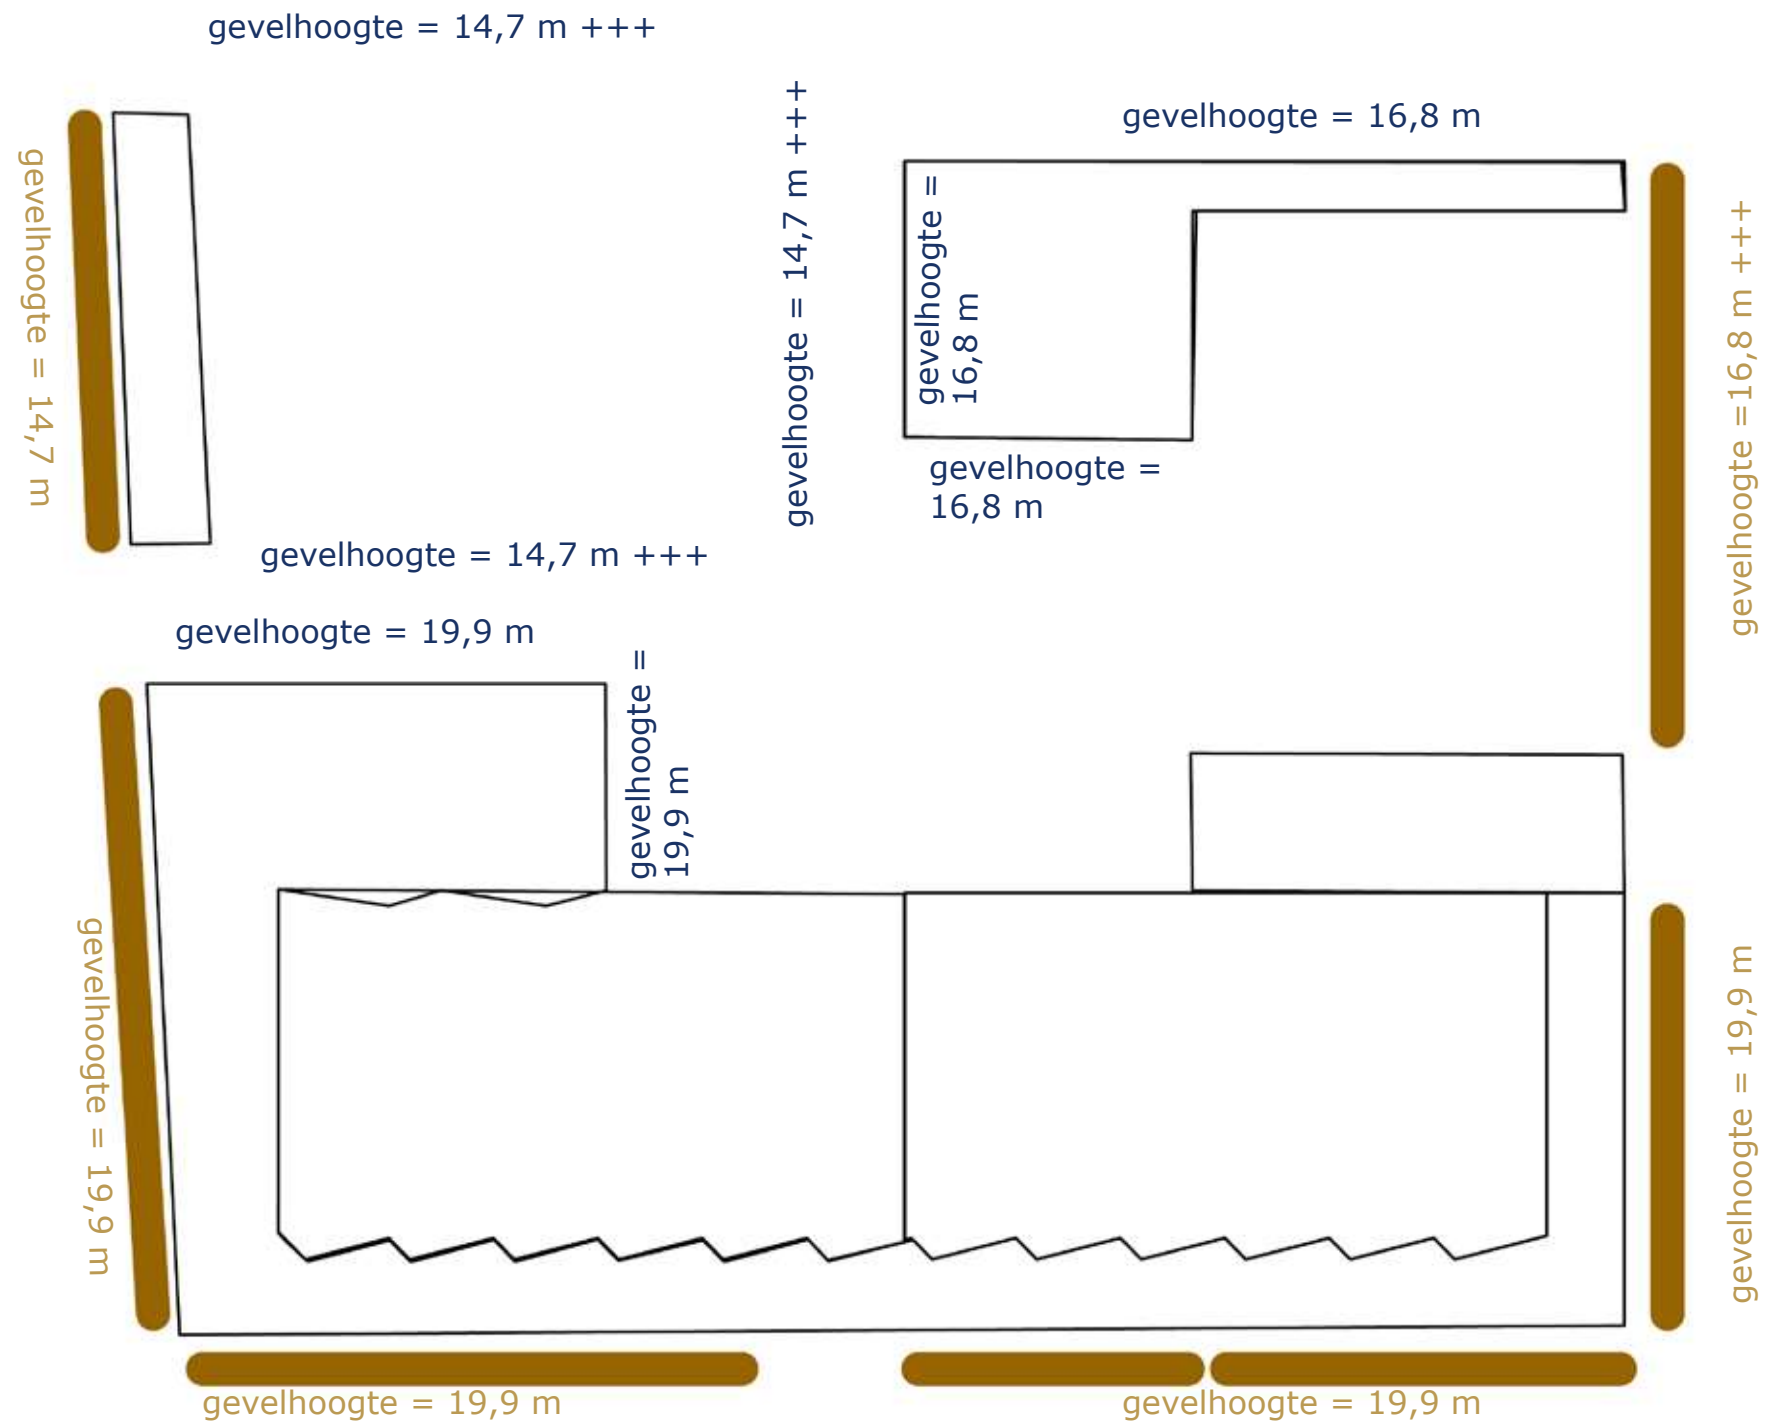 gevelhoogte = 14,7 m +++
gevelhoogte = 16,8 m
gevelhoogte = 14,7 m
gevelhoogte = 14,7 m +++
gevelhoogte =
16,8 m
gevelhoogte =16,8 m +++
gevelhoogte =
16,8 m
gevelhoogte = 14,7 m +++
gevelhoogte = 19,9 m
gevelhoogte =
19,9 m
gevelhoogte = 19,9 m
gevelhoogte = 19,9 m
gevelhoogte = 19,9 m
gevelhoogte = 19,9 m